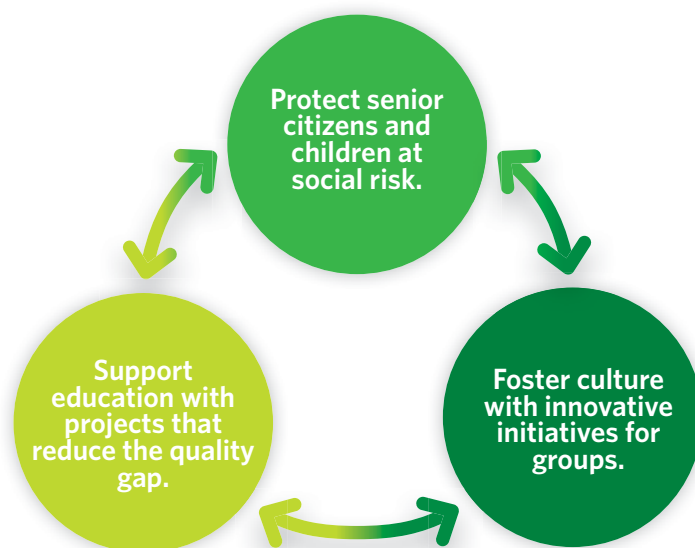 Protect senior
citizens and
children at
social risk.
Support
education with
projects that
reduce the quality
gap.
Foster culture
with innovative
initiatives for
groups.